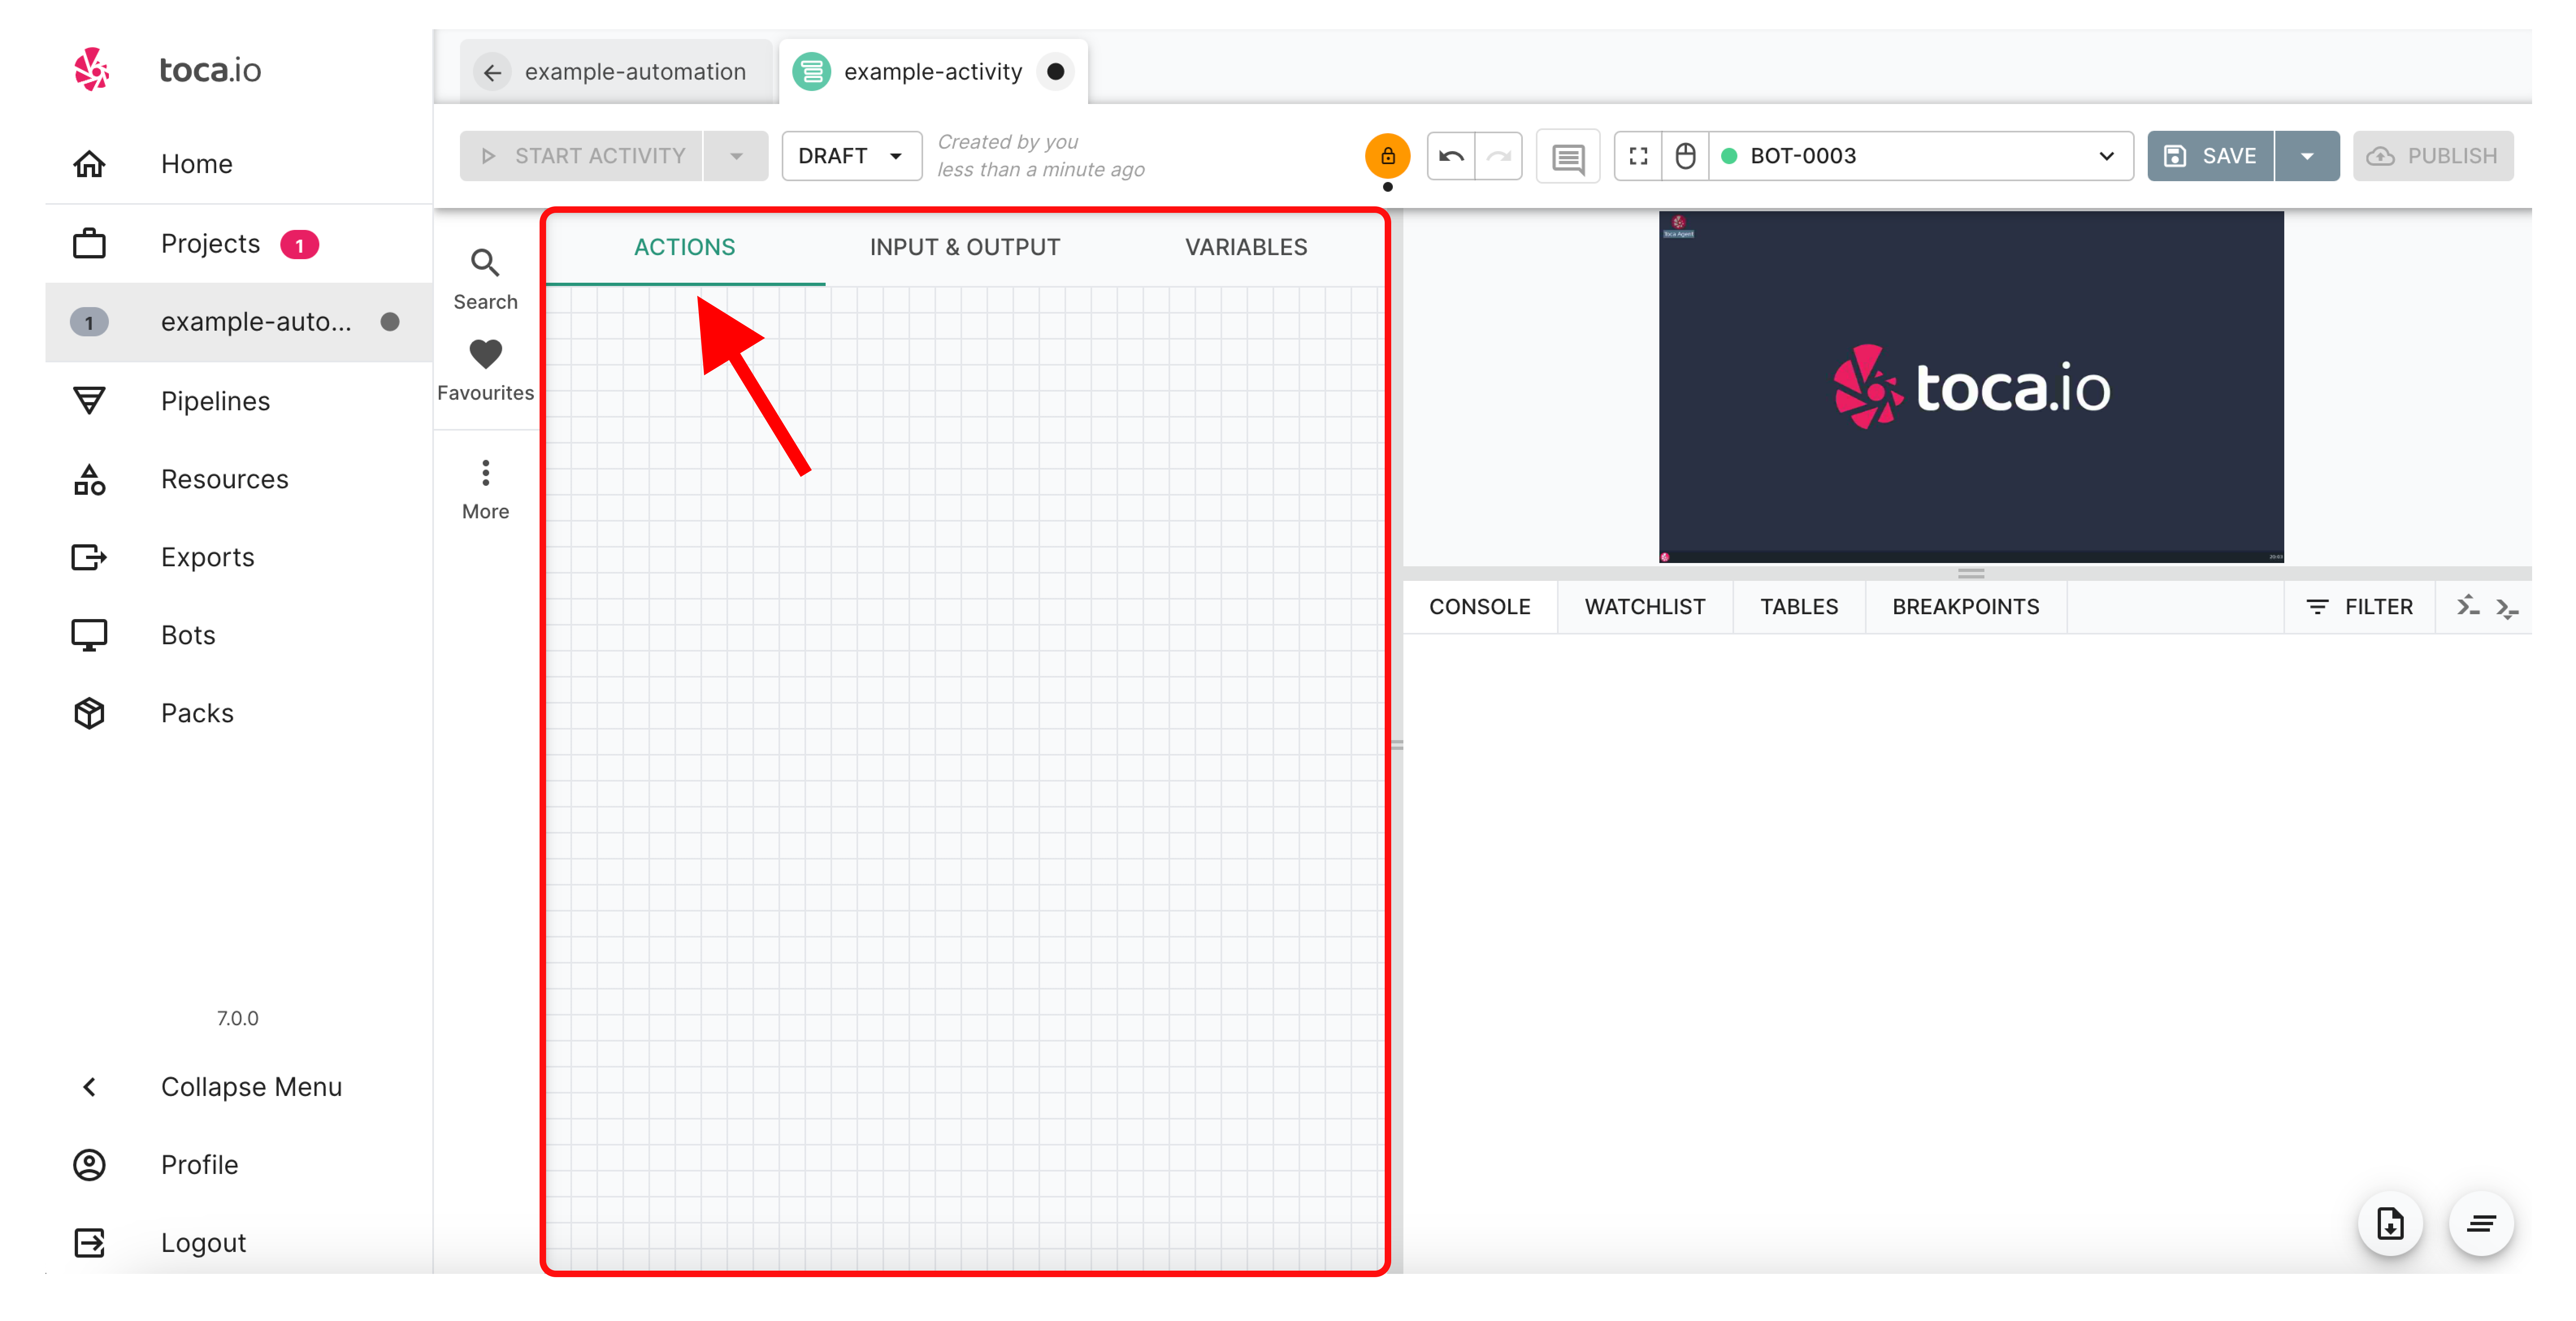 toca.io
Home
Projects 1
1 example-auto...
Pipelines
Resources
Exports
Bots
Packs
7.0.0
Collapse Menu
Profile
Logout
example-automation
example-activity
START ACTIVITY
DRAFT
Created by you
less than a minute ago
BOT-0003
SAVE
PUBLISH
Search
Favourites
More
ACTIONS
INPUT & OUTPUT
VARIABLES
Toca Agent
toca.io
CONSOLE
WATCHLIST
TABLES
BREAKPOINTS
FILTER